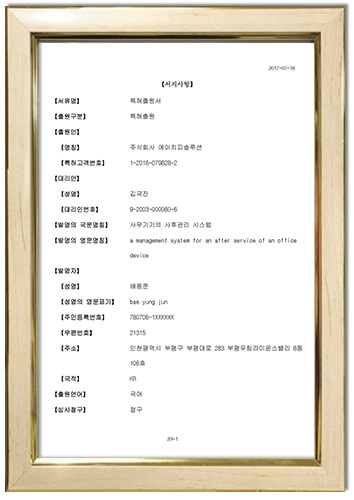 2017-07-18
【서지사항】
【서류명】 특허출원서
【출원구분】 특허출원
【출원인】
【명칭】 주식회사 에이치피솔루션
【특허고객번호】 1-2016-079828-2
【대리인】
【성명】 김국진
【대리인번호】 9-2003-000060-6
【발명의 국문명칭】 사무기기의 사후관리 시스템
【발명의 영문명칭】 a management system for an after service of an office
device
【발명자】
【성명】 배용준
【성명의 영문표기】 bae yung jun
【주민등록번호】 780706-1XXXXXX
【우편번호】 21315
【주소】 인천광역시 부평구 부평대로 283 부평우림라이온스밸리 B동
106호
【국적】 KR
【출원언어】 국어
【심사청구】 청구
29-1